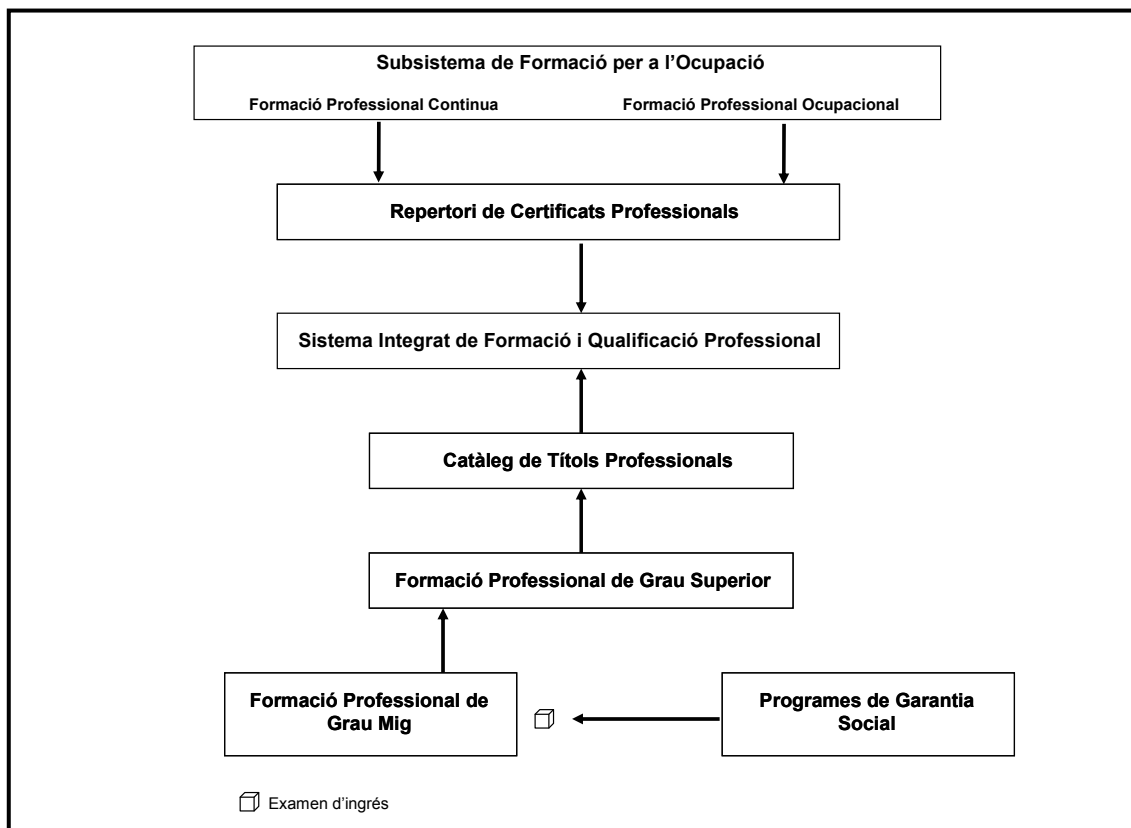 Subsistema de Formació per a l’Ocupació
Formació Professional Continua Formació Professional Ocupacional
Repertori de Certificats Professionals
Sistema Integrat de Formació i Qualificació Professional
Catàleg de Títols Professionals
Formació Professional de Grau Superior
Formació Professional de
Grau Mig
Programes de Garantia
Social
Examen d’ingrés